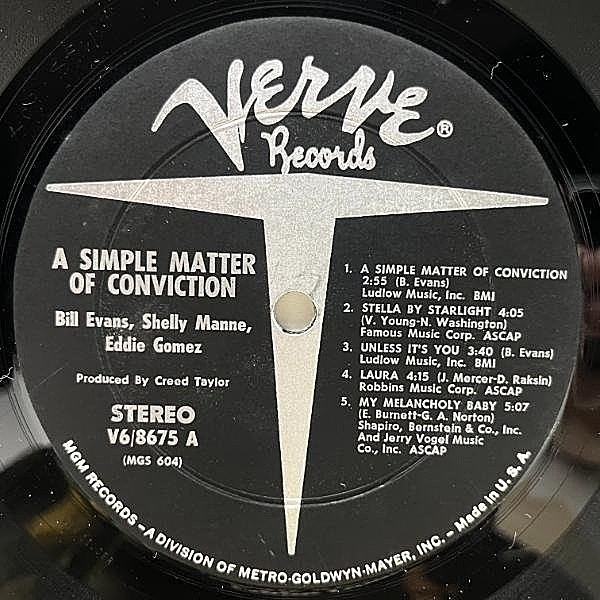 Verve®
Records
A SIMPLE MATTER
OF CONVICTION
Bill Evans, Shelly Manne,
Eddie Gomez
Produced By Creed Taylor
STEREO
V6/8675 A
(MGS 604)
1. A SIMPLE MATTER OF CONVICTION
2:55 (B. Evans)
Ludlow Music, Inc. BMI
2. STELLA BY STARLIGHT 4:05
(V. Young-N. Washington)
Famous Music Corp. ASCAP
3. UNLESS IT'S YOU 3:40 (B. Evans)
Ludlow Music, Inc. BMI
4. LAURA 4:15 (J. Mercer-D. Raksin)
Robbins Music Corp. ASCAP
5. MY MELANCHOLY BABY 5:07
(E. Burnett-G. A. Norton)
Shapiro, Bernstein & Co., Inc.
And Jerry Vogel Music
Co., Inc. ASCAP
MGM RECORDS – A DIVISION OF METRO-GOLDWYN-MAYER, INC. – Made in U. S. A.